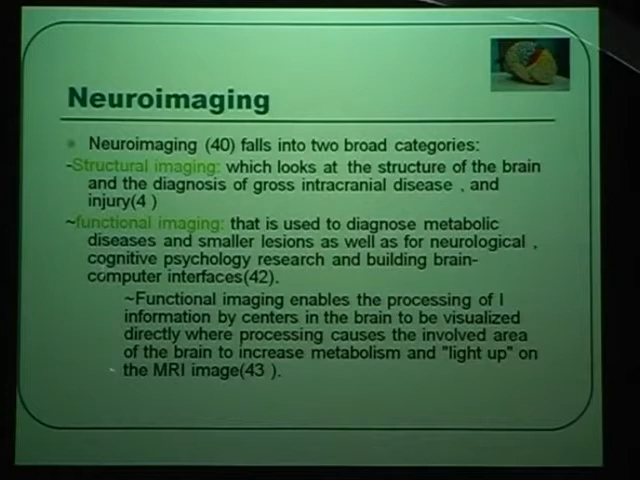 Neuroimaging
Neuroimaging (40) falls into two broad categories:
-Structural imaging: which looks at the structure of the brain
and the diagnosis of gross intracranial disease , and
injury(4 )
~functional imaging: that is used to diagnose metabolic
diseases and smaller lesions as well as for neurological ,
cognitive psychology research and building brain-
computer interfaces(42).
~Functional imaging enables the processing of I
information by centers in the brain to be visualized
directly where processing causes the involved area
of the brain to increase metabolism and "light up" on
the MRI image(43 ).